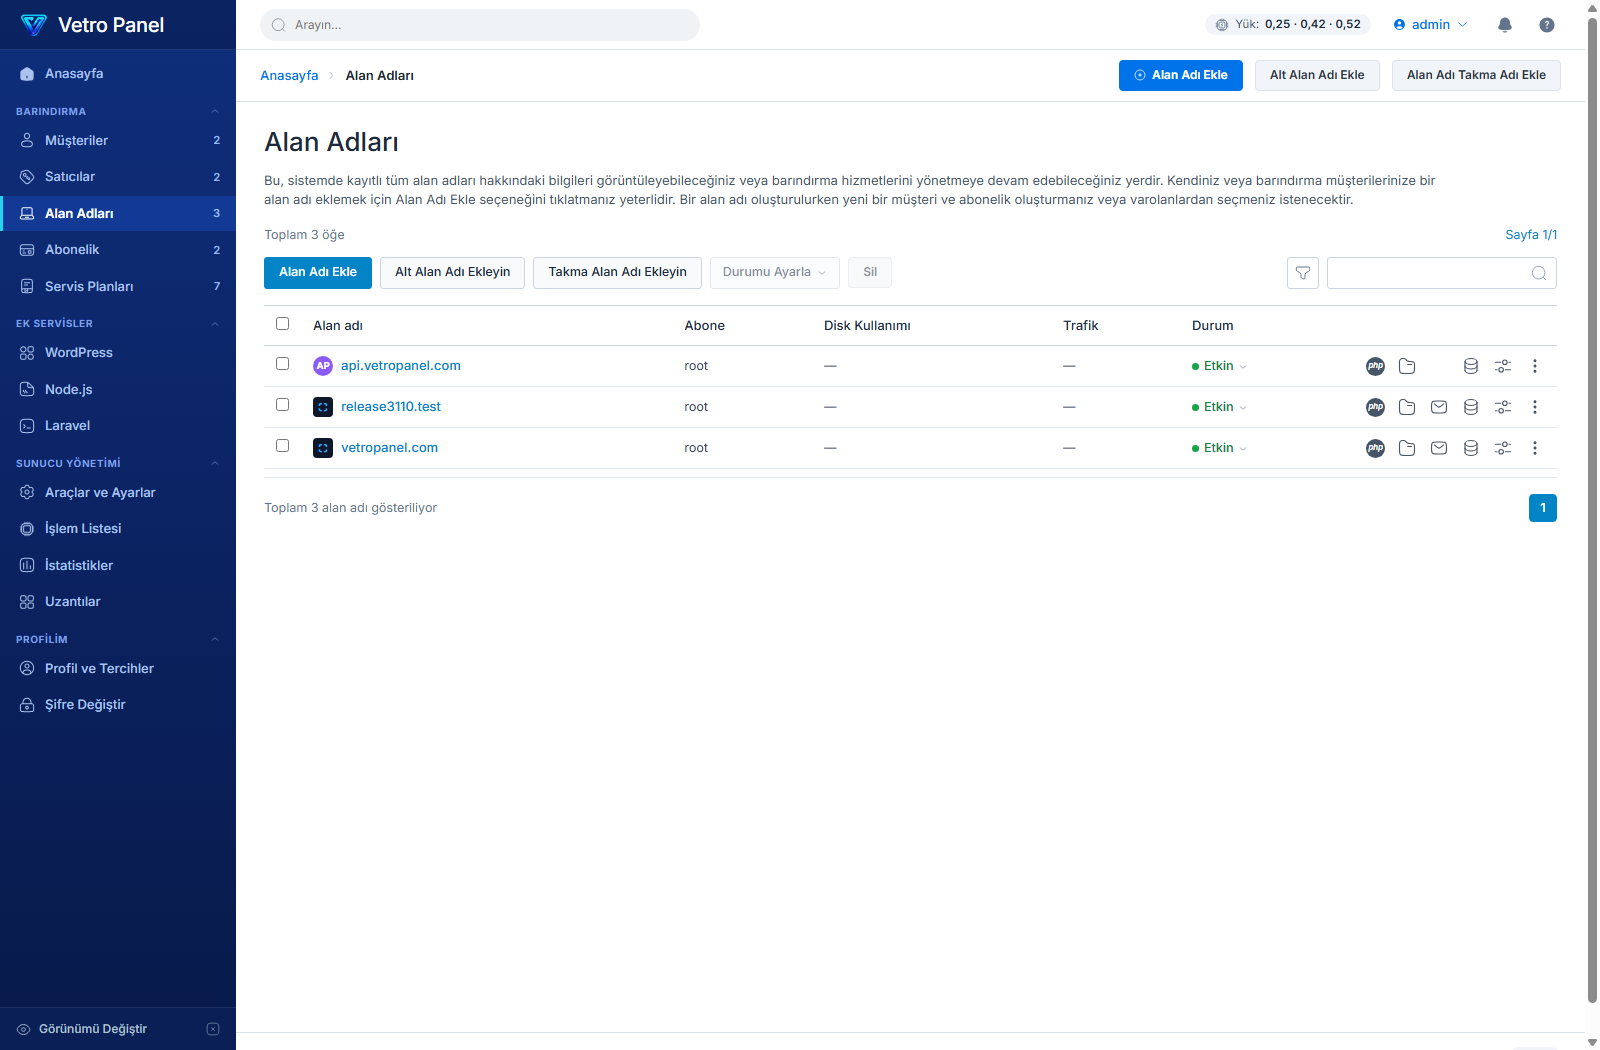 Vetro Panel
Arayın...
Yük: 0,25 · 0,42 · 0,52
admin
Anasayfa
BARINDIRMA
Müşteriler 2
Satıcılar 2
Alan Adları 3
Abonelik 2
Servis Planları 7
EK SERVİSLER
WordPress
Node.js
Laravel
SUNUCU YÖNETİMİ
Araçlar ve Ayarlar
İşlem Listesi
İstatistikler
Uzantılar
PROFİLİM
Profil ve Tercihler
Şifre Değiştir
Görünümü Değiştir
Anasayfa Alan Adları
Alan Adı Ekle Alt Alan Adı Ekle Alan Adı Takma Adı Ekle
Alan Adları
Bu, sistemde kayıtlı tüm alan adları hakkındaki bilgileri görüntüleyebileceğiniz veya barındırma hizmetlerini yönetmeye devam edebileceğiniz yerdir. Kendiniz veya barındırma müşterilerinize bir
alan adı eklemek için Alan Adı Ekle seçeneğini tıklatmanız yeterlidir. Bir alan adı oluşturulurken yeni bir müşteri ve abonelik oluşturmanız veya varolanlardan seçmeniz istenecektir.
Toplam 3 öğe Sayfa 1/1
Alan Adı Ekle Alt Alan Adı Ekleyin Takma Alan Adı Ekleyin Durumu Ayarla Sil
Alan adı Abone Disk Kullanımı Trafik Durum
AP api.vetropanel.com root — — Etkin php
release3110.test root — — Etkin php
vetropanel.com root — — Etkin php
Toplam 3 alan adı gösteriliyor 1